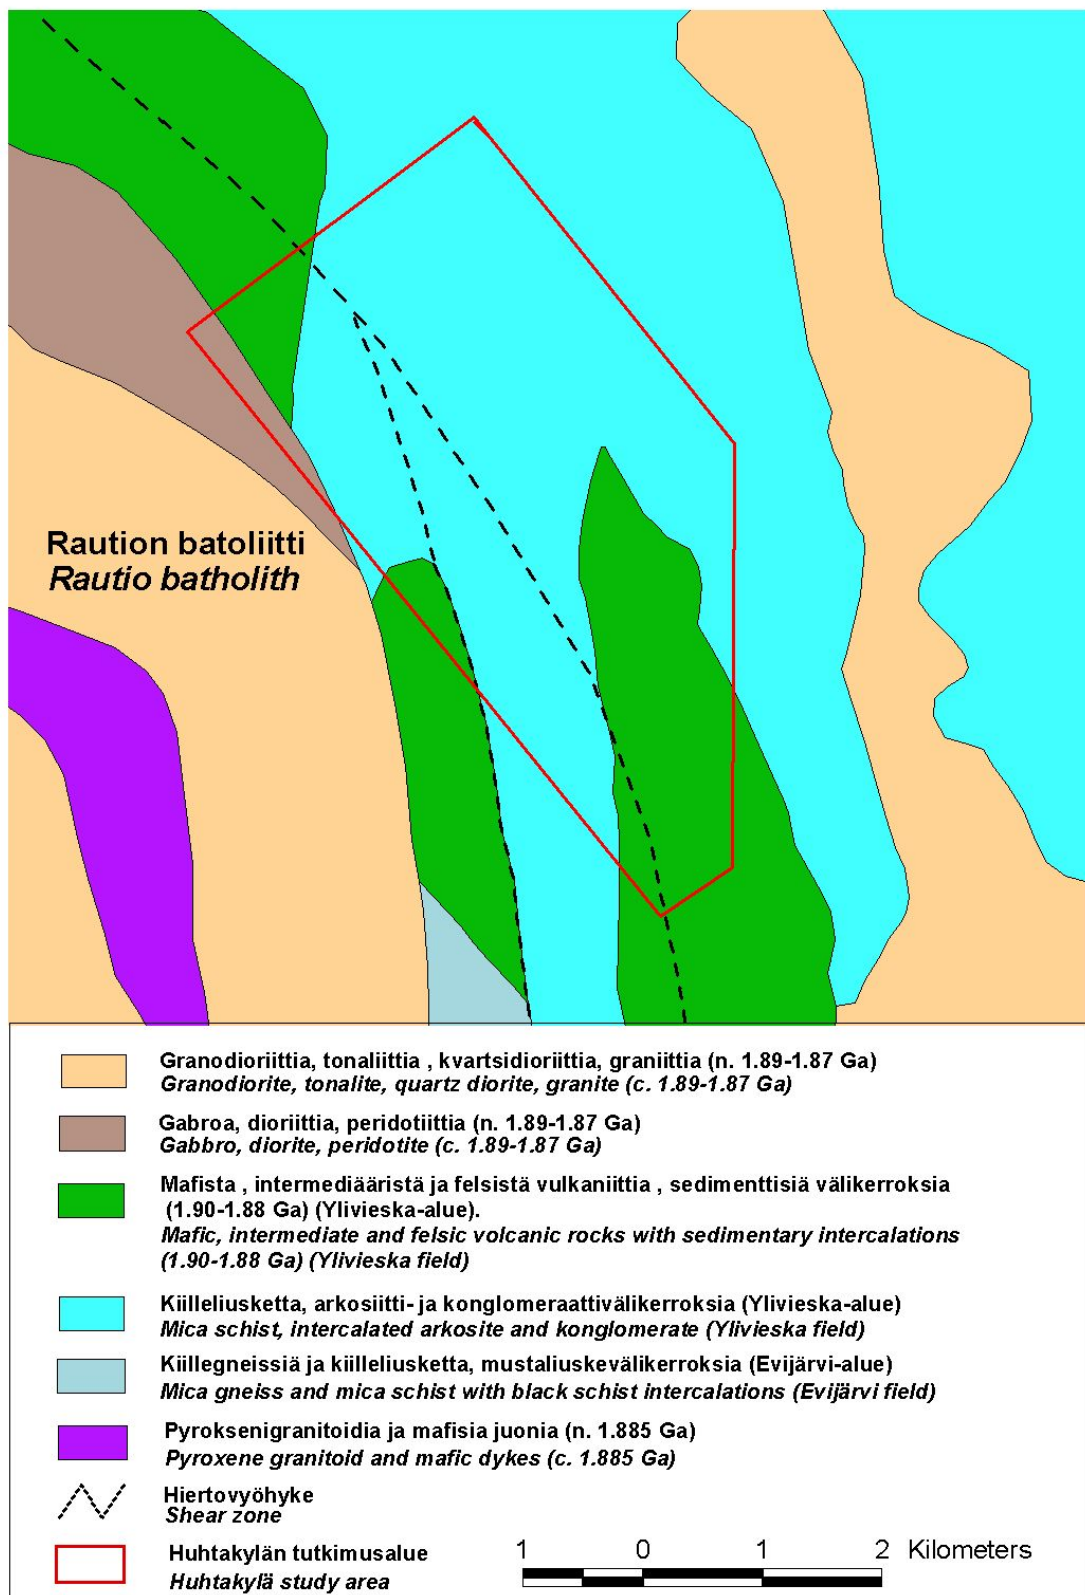 Raution batoliitti
Rautio batholith
Granodioriittia, tonaliittia , kvartsidioriittia, graniittia (n. 1.89-1.87 Ga)
Granodiorite, tonalite, quartz diorite, granite (c. 1.89-1.87 Ga)
Gabroa, dioriittia, peridotiittia (n. 1.89-1.87 Ga)
Gabbro, diorite, peridotite (c. 1.89-1.87 Ga)
Mafista , intermediääristä ja felsistä vulkaniittia , sedimenttisiä välikerroksia
(1.90-1.88 Ga) (Ylivieska-alue).
Mafic, intermediate and felsic volcanic rocks with sedimentary intercalations
(1.90-1.88 Ga) (Ylivieska field)
Kiilleliusketta, arkosiitti- ja konglomeraattivälikerroksia (Ylivieska-alue)
Mica schist, intercalated arkosite and konglomerate (Ylivieska field)
Kiillegneissiä ja kiilleliusketta, mustaliuskevälikerroksia (Evijärvi-alue)
Mica gneiss and mica schist with black schist intercalations (Evijärvi field)
Pyroksenigranitoidia ja mafisia juonia (n. 1.885 Ga)
Pyroxene granitoid and mafic dykes (c. 1.885 Ga)
Hiertovyöhyke
Shear zone
Huhtakylän tutkimusalue
Huhtakylä study area
1 0 1 2 Kilometers